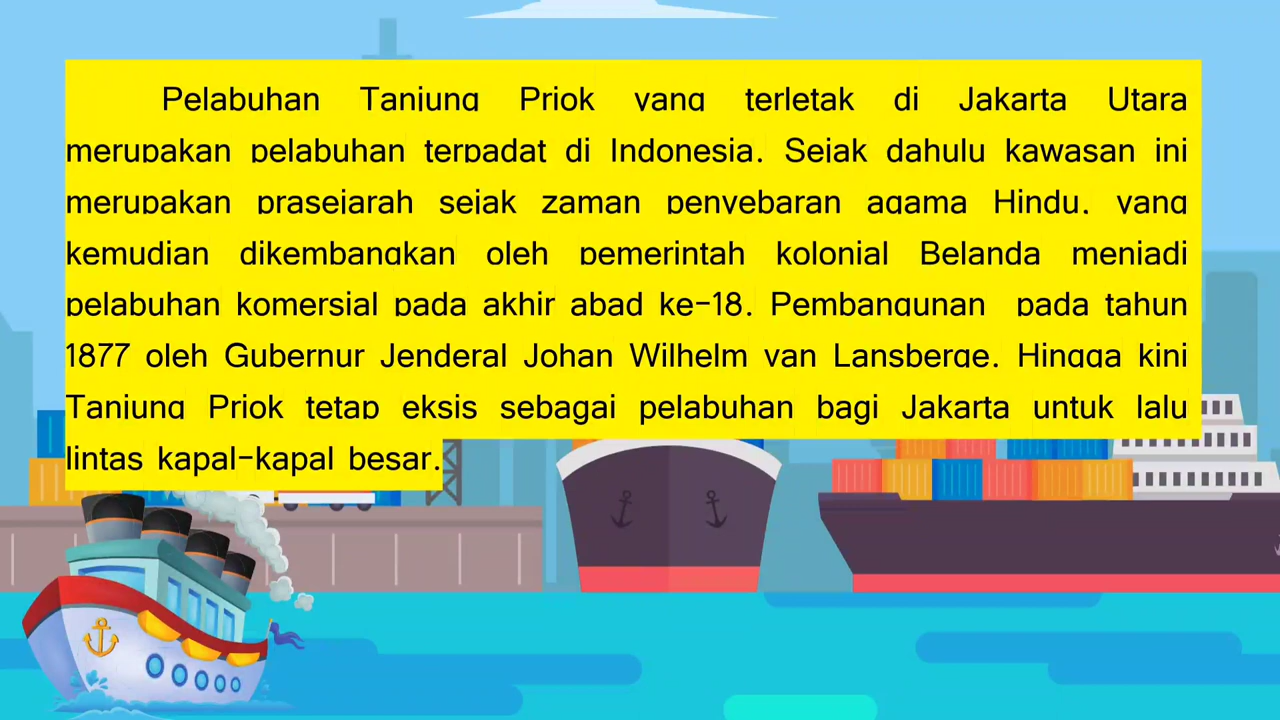 Pelabuhan Tanjung Priok yang terletak di Jakarta Utara
merupakan pelabuhan terpadat di Indonesia. Sejak dahulu kawasan ini
merupakan prasejarah sejak zaman penyebaran agama Hindu, yang
kemudian dikembangkan oleh pemerintah kolonial Belanda menjadi
pelabuhan komersial pada akhir abad ke-18. Pembangunan pada tahun
1877 oleh Gubernur Jenderal Johan Wilhelm van Lansberge. Hingga kini
Tanjung Priok tetap eksis sebagai pelabuhan bagi Jakarta untuk lalu
lintas kapal-kapal besar.